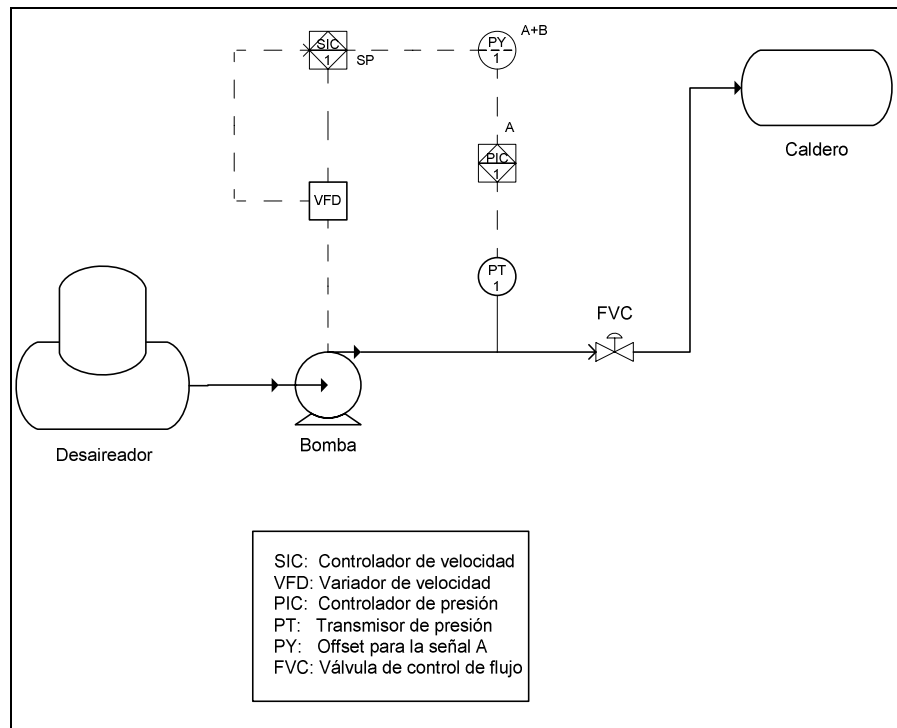 A+B
SIC
1
SP
PY
1
A
PIC
1
Caldero
VFD
PT
1
FVC
Desaireador
Bomba
SIC: Controlador de velocidad
VFD: Variador de velocidad
PIC: Controlador de presión
PT: Transmisor de presión
PY: Offset para la señal A
FVC: Válvula de control de flujo